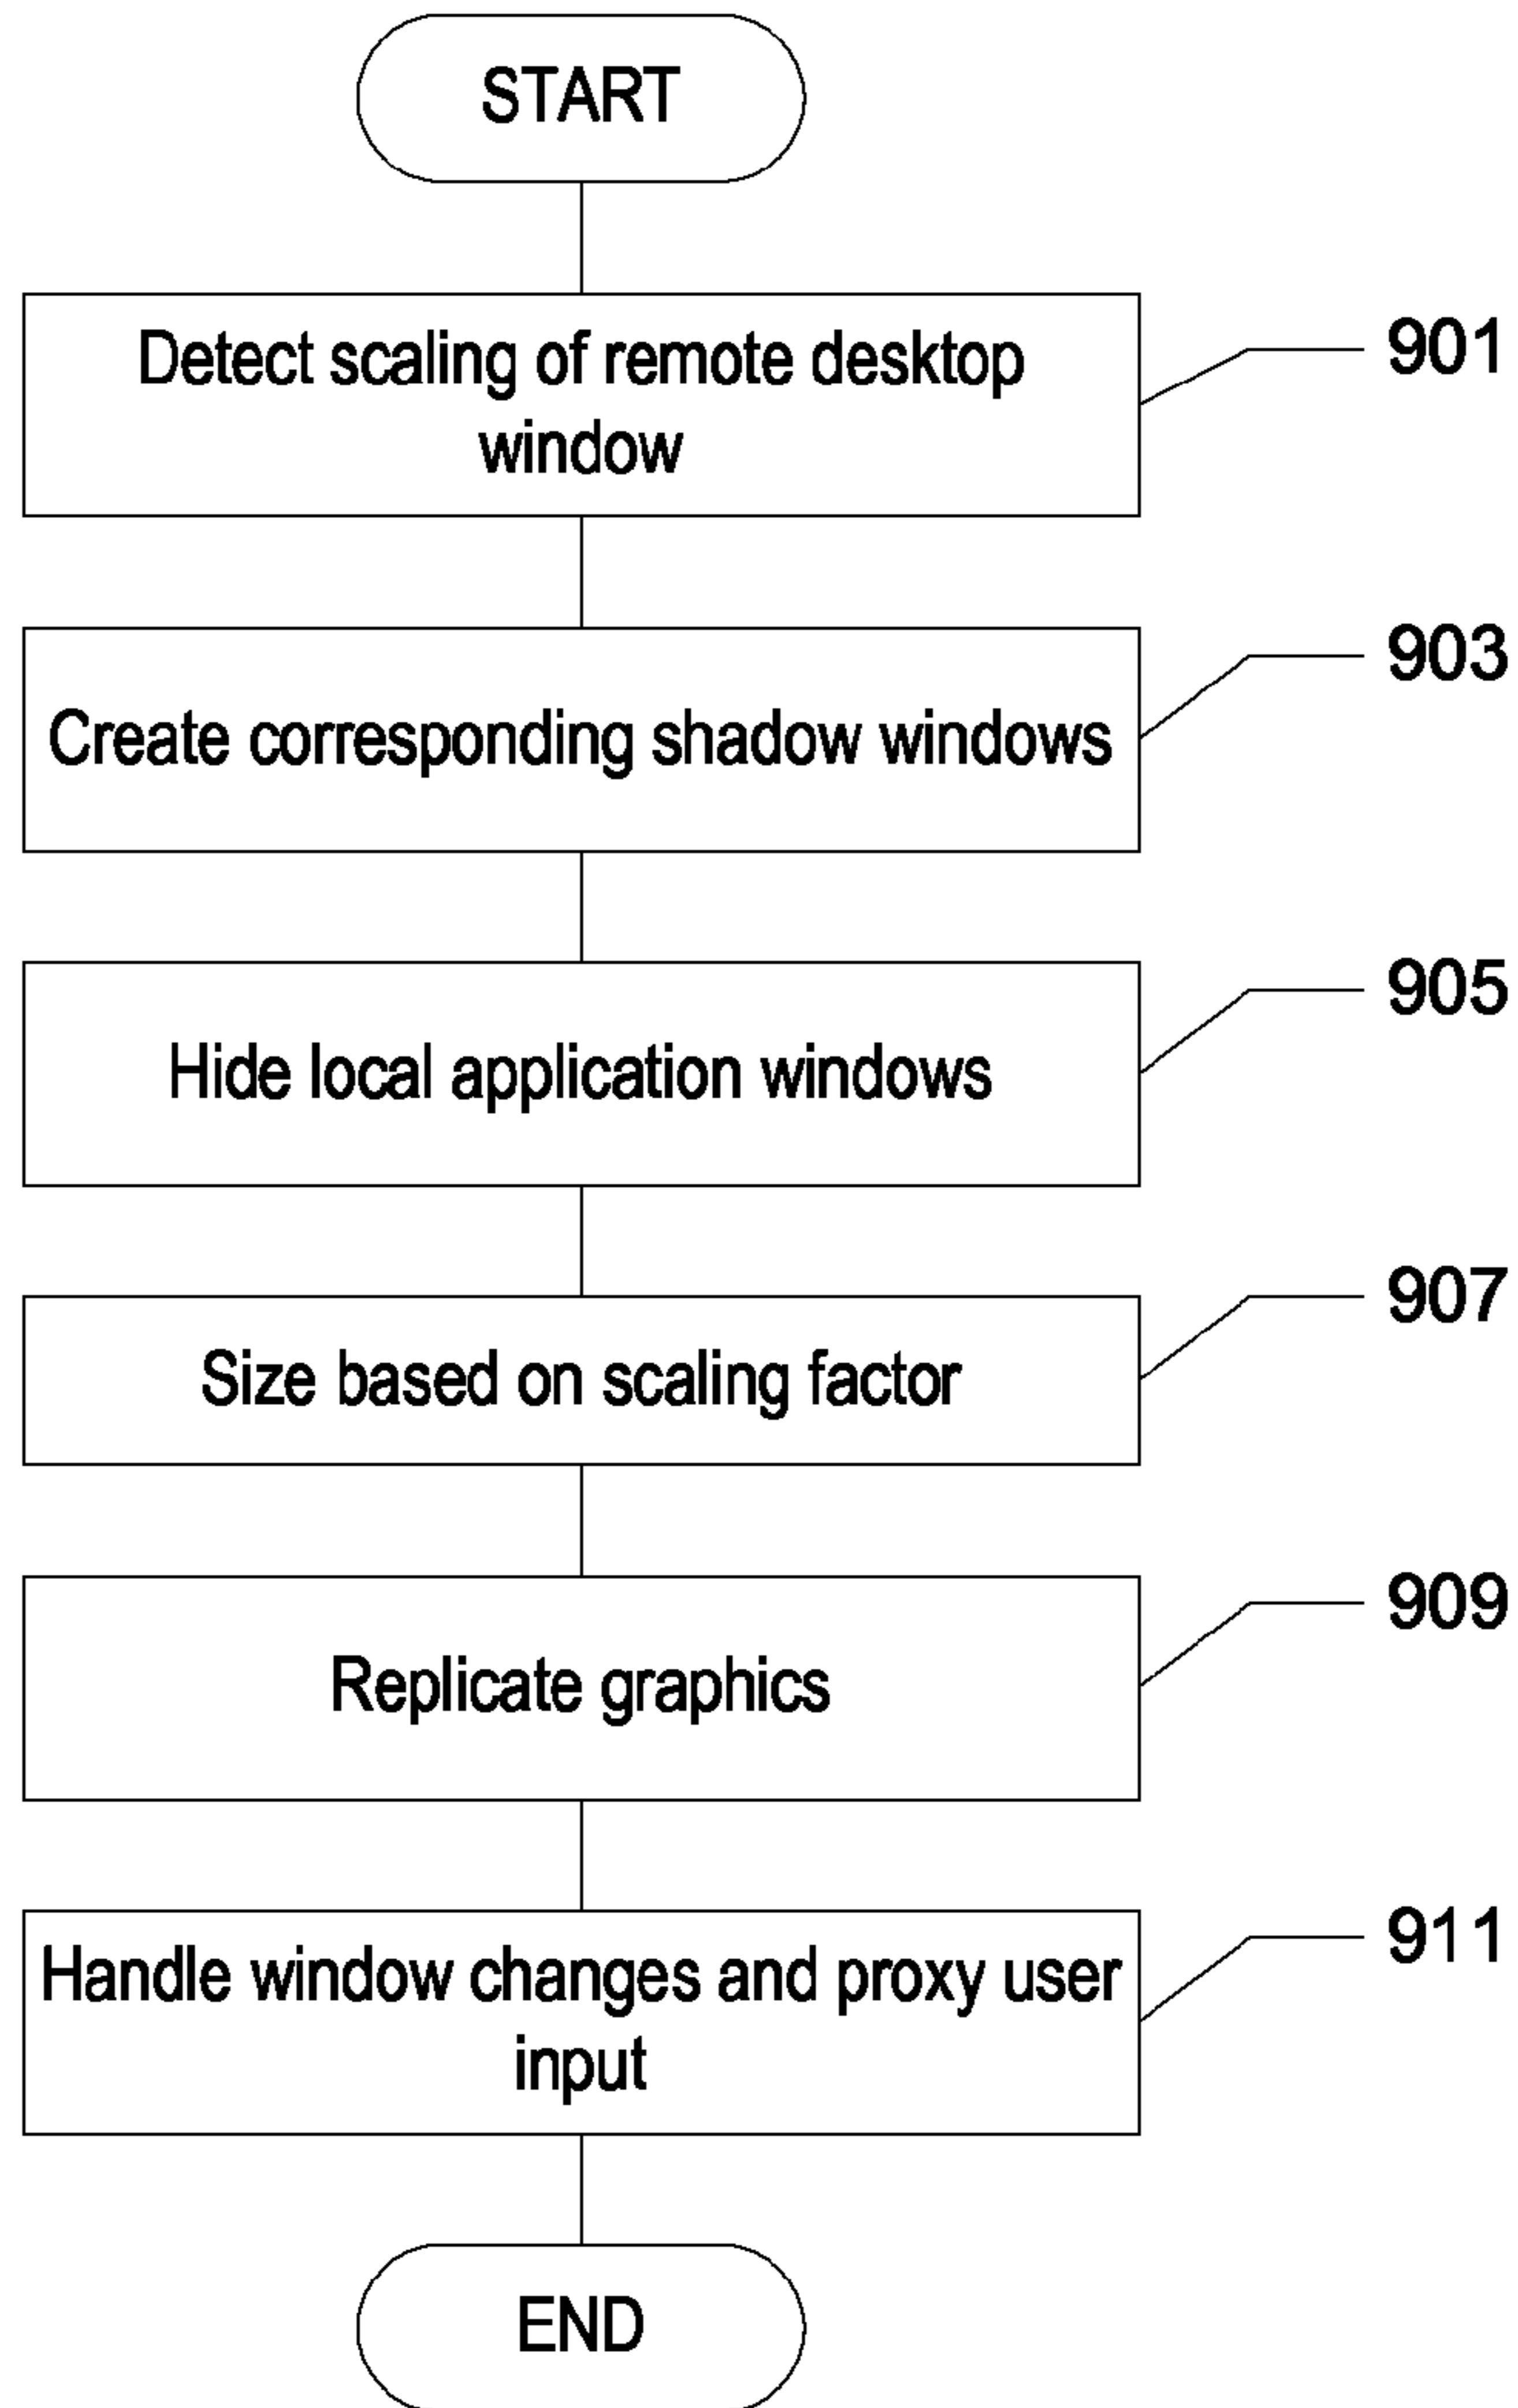 START
Detect scaling of remote desktop
window
901
Create corresponding shadow windows
903
Hide local application windows
905
Size based on scaling factor
907
Replicate graphics
909
Handle window changes and proxy user
input
911
END